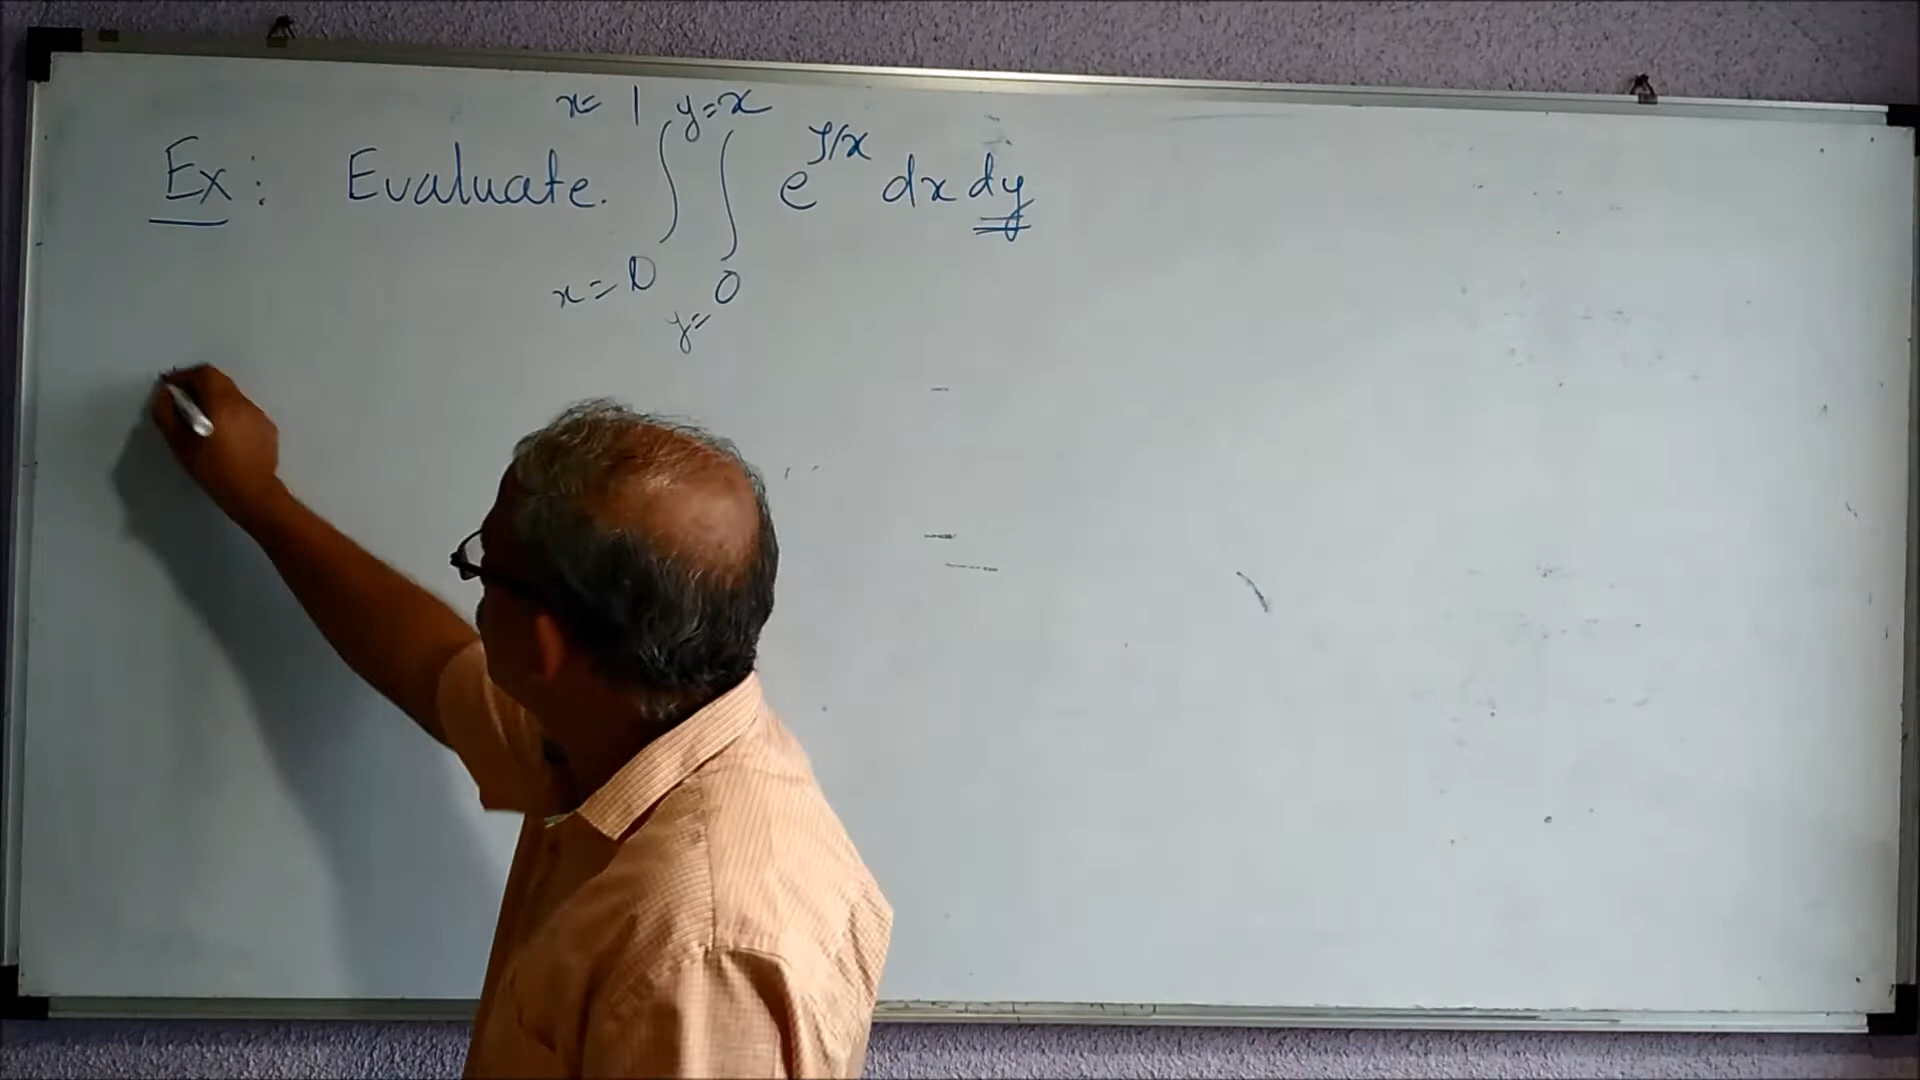 x= 1 y=x
Ex: Evaluate. ∫∫ e^{y/x} dx dy
x=0 0
y=